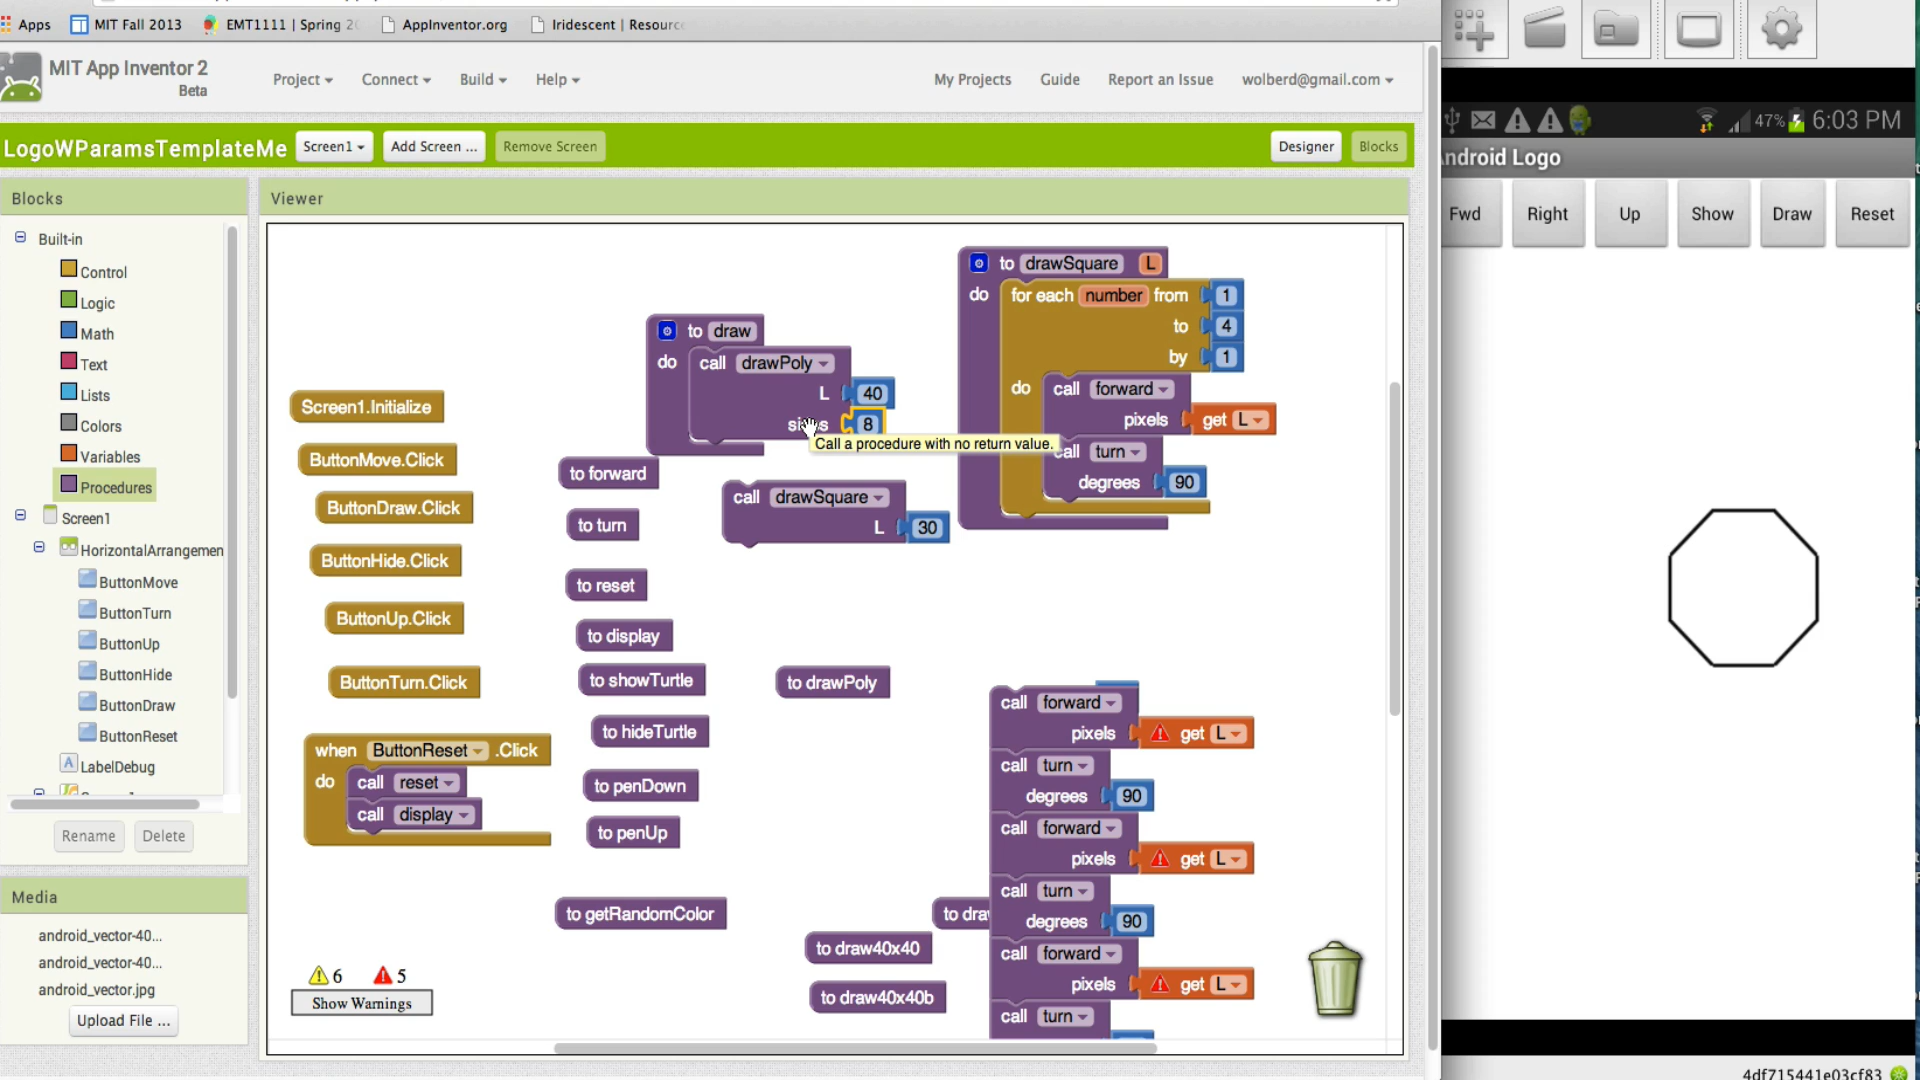 Apps
MIT Fall 2013
EMT1111 | Spring 20
AppInventor.org
Iridescent | Resourc
MIT App Inventor 2
Beta
Project
Connect
Build
Help
My Projects
Guide
Report an Issue
wolberd@gmail.com
LogoWParamsTemplateMe
Screen1
Add Screen ...
Remove Screen
Designer
Blocks
Blocks
Built-in
Control
Logic
Math
Text
Lists
Colors
Variables
Procedures
Screen1
HorizontalArrangemen
ButtonMove
ButtonTurn
ButtonUp
ButtonHide
ButtonDraw
ButtonReset
LabelDebug
Rename
Delete
Media
android_vector-40...
android_vector-40...
android_vector.jpg
Upload File ...
Viewer
Screen1.Initialize
ButtonMove.Click
ButtonDraw.Click
ButtonHide.Click
ButtonUp.Click
ButtonTurn.Click
when ButtonReset .Click
do call reset
call display
6 5
Show Warnings
to draw
do call drawPoly
L 40
8
Call a procedure with no return value.
to forward
to turn
to reset
to display
to showTurtle
to hideTurtle
to penDown
to penUp
to getRandomColor
call drawSquare
L 30
to drawPoly
to draw40x40
to draw40x40b
to dra
to drawSquare L
do for each number from 1
to 4
by 1
do call forward
pixels get L
call turn
degrees 90
call forward
pixels get L
call turn
degrees 90
call forward
pixels get L
call turn
degrees 90
call forward
pixels get L
call turn
47% 6:03 PM
Android Logo
Fwd
Right
Up
Show
Draw
Reset
4df715441e03cf83